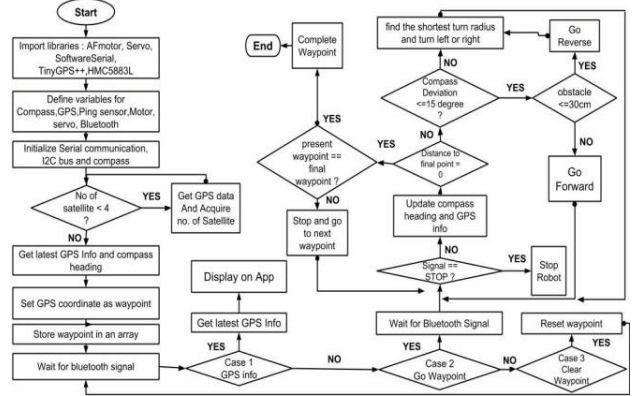 Start
Import libraries : AFmotor, Servo,
SoftwareSerial,
TinyGPS++,HMC5883L
Define variables for
Compass,GPS,Ping sensor,Motor,
servo, Bluetooth
Initialize Serial communication,
I2C bus and compass
No of
satellite < 4
?
YES
Get GPS data
And Acquire
no. of Satellite
NO
Get latest GPS Info and compass
heading
Set GPS coordinate as waypoint
Store waypoint in an array
Wait for bluetooth signal
Case 1
GPS info
YES
Get latest GPS Info
Display on App
NO
Case 2
Go Waypoint
YES
Wait for Bluetooth Signal
NO
Case 3
Clear
Waypoint
YES
Reset waypoint
Signal ==
STOP ?
YES
Stop
Robot
NO
Update compass
heading and GPS
info
Distance to
final point =
0
YES
present
waypoint ==
final
waypoint ?
YES
Complete
Waypoint
End
NO
Stop and go
to next
waypoint
NO
Compass
Deviation
<=15 degree
?
NO
find the shortest turn radius
and turn left or right
YES
obstacle
<=30cm
YES
Go
Reverse
NO
Go
Forward